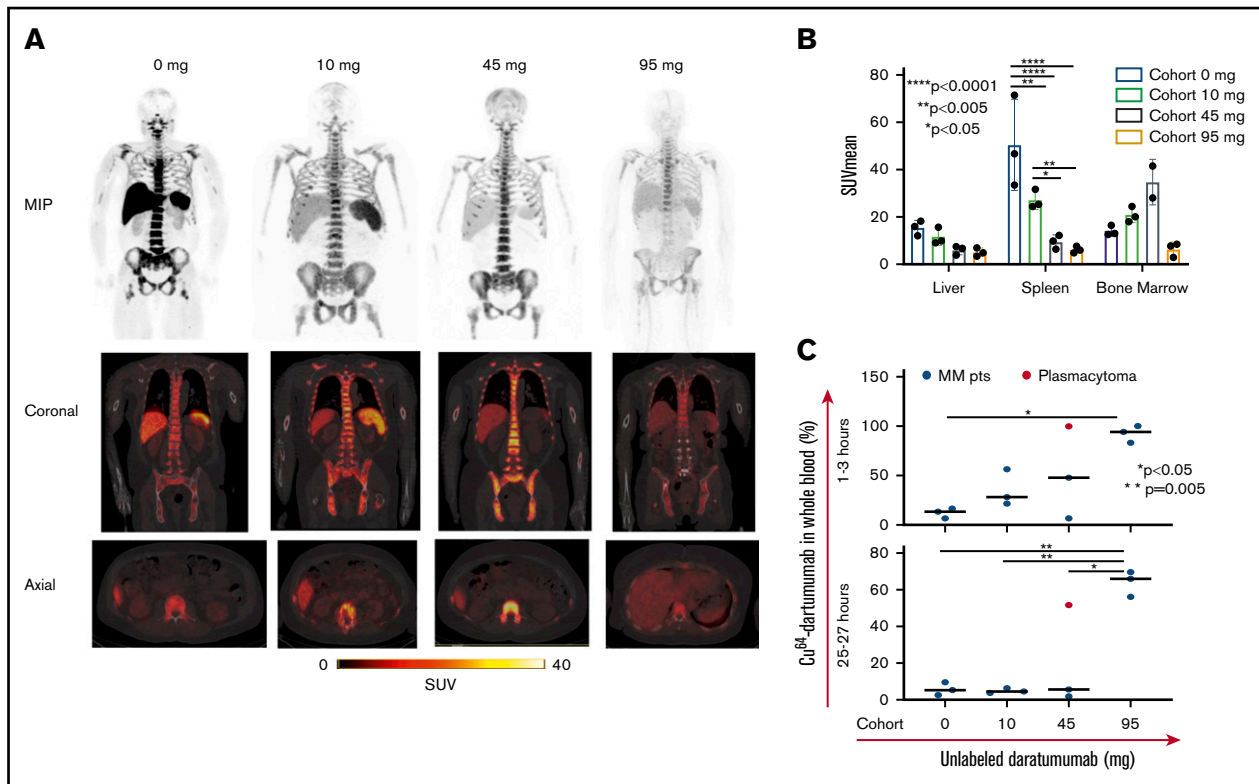 A
0 mg
10 mg
45 mg
95 mg
MIP
Coronal
Axial
0
40
SUV
B
80
60
40
20
0
SUVmean
****p<0.0001
**p<0.005
*p<0.05
****
****
**
**
*
Cohort 0 mg
Cohort 10 mg
Cohort 45 mg
Cohort 95 mg
Liver
Spleen
Bone Marrow
C
MM pts
Plasmacytoma
150
100
50
0
*
*p<0.05
* * p=0.005
1-3 hours
Cu64-dartumumab in whole blood (%)
25-27 hours
80
60
40
20
0
**
**
*
Cohort
0
10
45
95
Unlabeled daratumumab (mg)